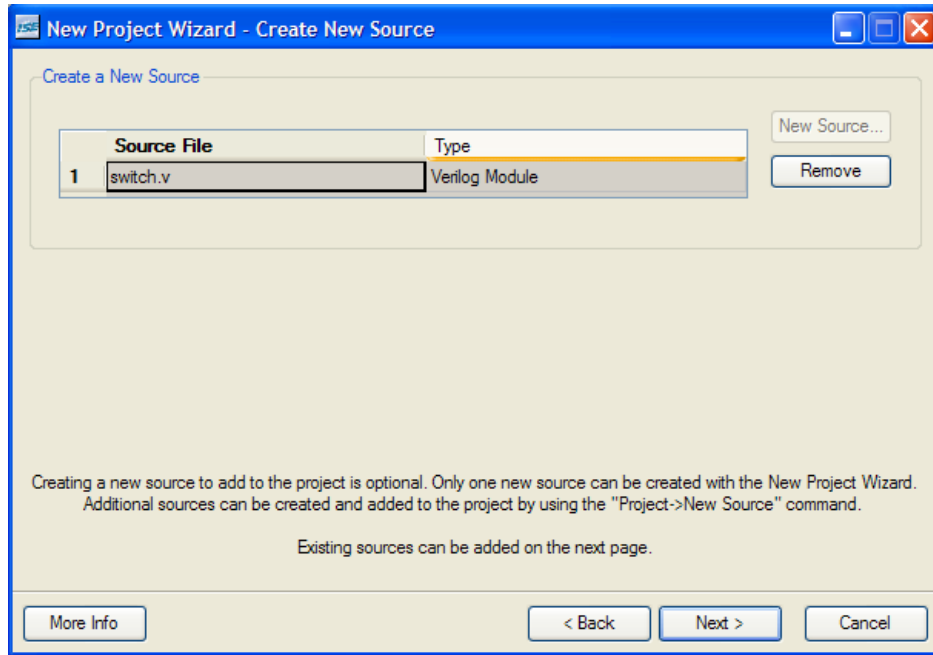 ISE New Project Wizard - Create New Source
Create a New Source
New Source...
Source File Type
1 switch.v Verilog Module
Remove
Creating a new source to add to the project is optional. Only one new source can be created with the New Project Wizard.
Additional sources can be created and added to the project by using the "Project->New Source" command.
Existing sources can be added on the next page.
More Info < Back Next > Cancel